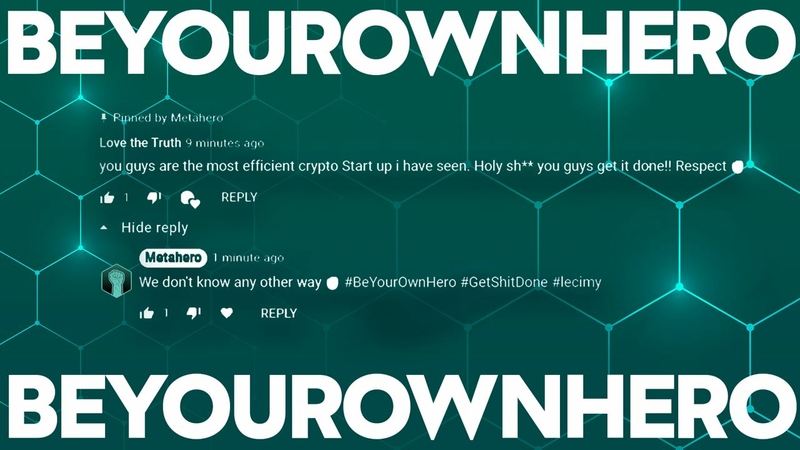 BEYOUROWNHERO
Pinned by Metahero
Love the Truth 9 minutes ago
you guys are the most efficient crypto Start up i have seen. Holy sh** you guys get it done!! Respect
1 REPLY
Hide reply
Metahero 1 minute ago
We don't know any other way #BeYourOwnHero #GetShitDone #lecimy
1 REPLY
BEYOUROWNHERO